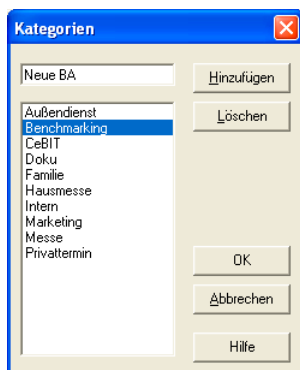 Kategorien
Neue BA
Hinzufügen
Außendienst
Benchmarking
CeBIT
Doku
Familie
Hausmesse
Intern
Marketing
Messe
Privattermin
Löschen
OK
Abbrechen
Hilfe